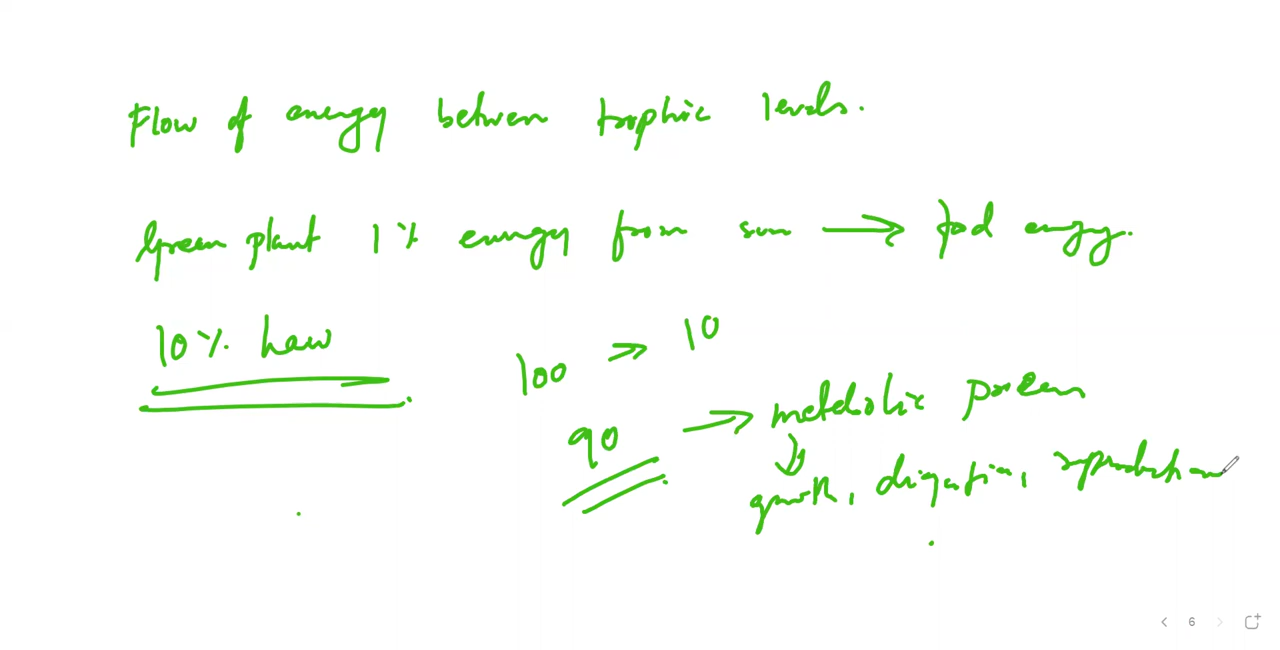 Flow of energy between trophic levels.
Green plant 1% energy from sun → food energy.
10% law
100 → 10
90 → metabolic process
growth, digestion, reproduction
6